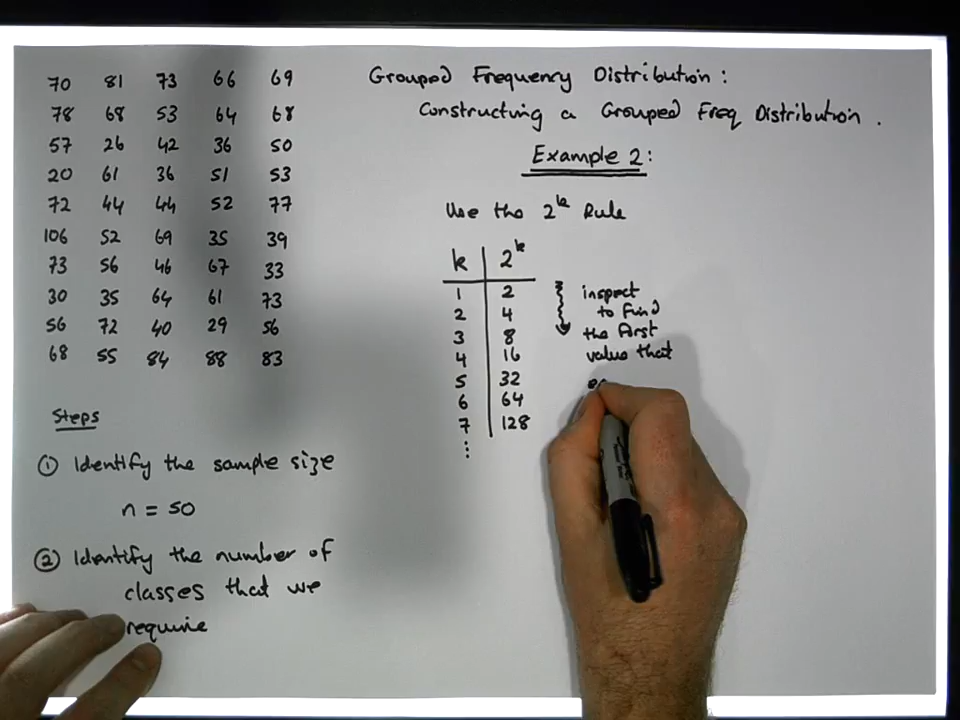 70 81 73 66 69
78 68 53 64 68
57 26 42 36 50
20 61 36 51 53
72 44 44 52 77
106 52 69 35 39
73 56 46 67 33
30 35 64 61 73
56 72 40 29 56
68 55 84 88 83
Steps
① Identify the sample size
n = 50
② Identify the number of
classes that we
require
Grouped Frequency Distribution:
Constructing a Grouped Freq Distribution.
Example 2:
Use the 2^k Rule
k 2^k
1 2
2 4
3 8
4 16
5 32
6 64
7 128
⋮
inspect
to find
the first
value that